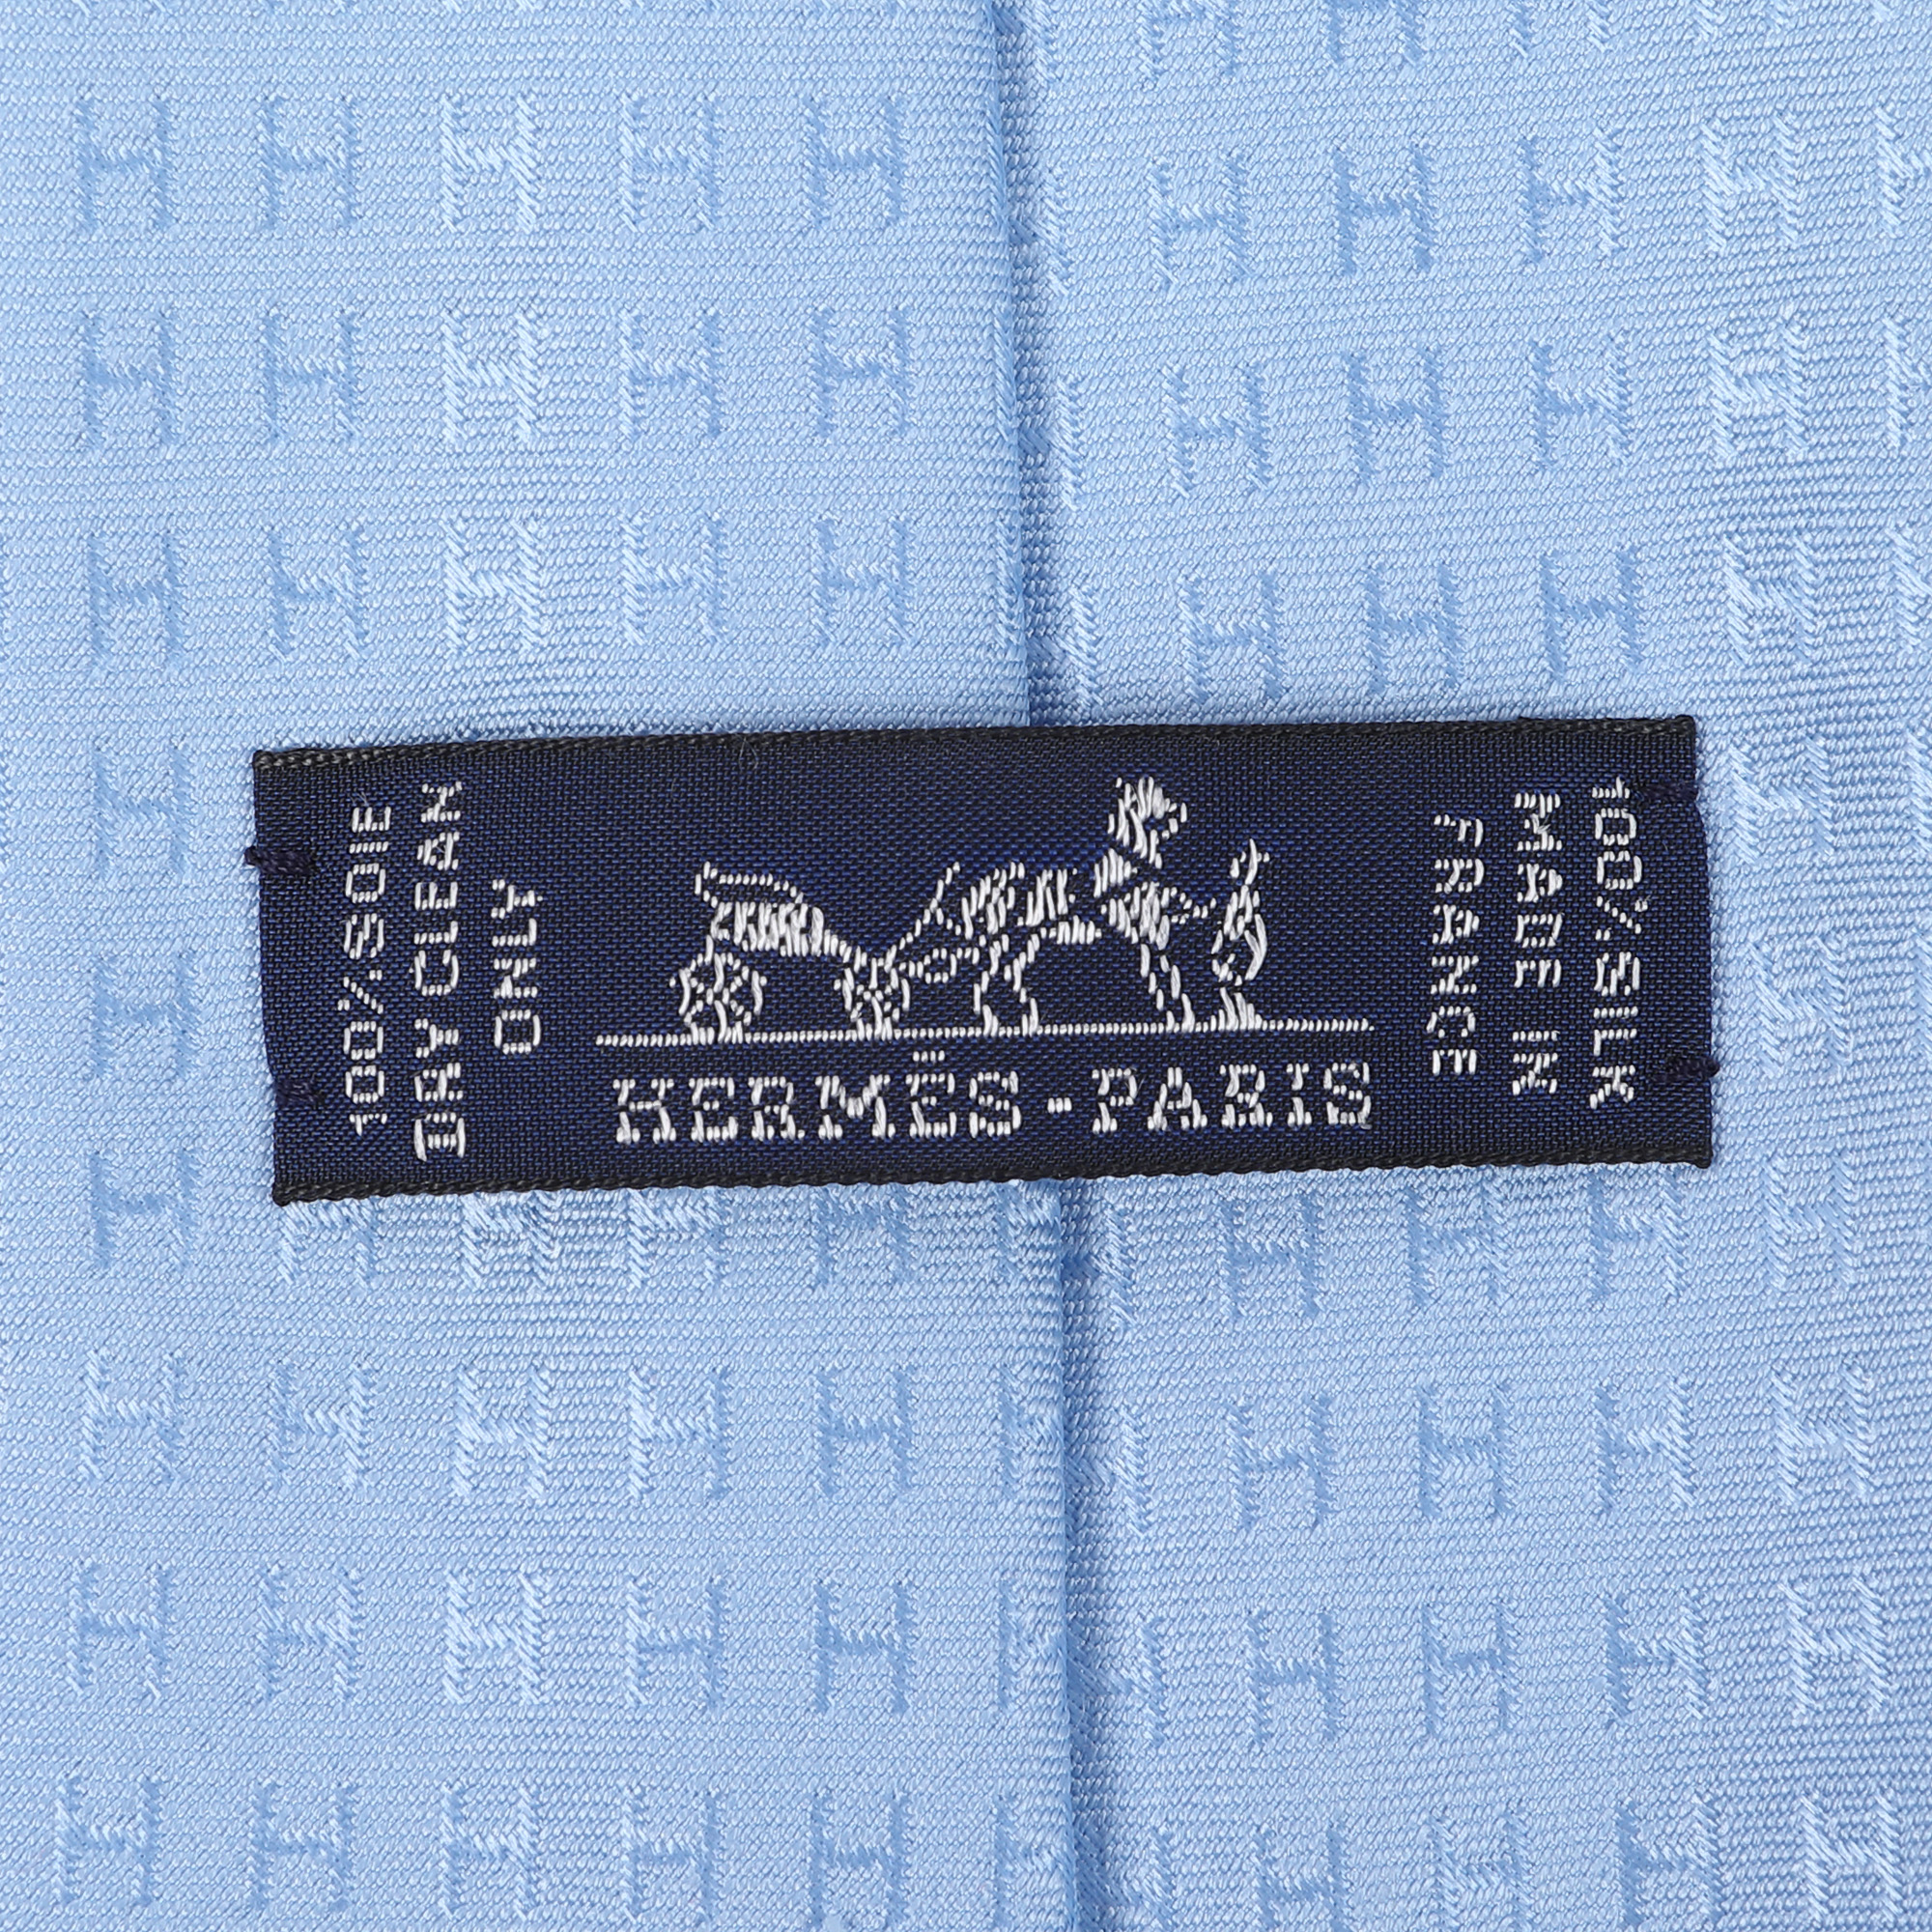 100% SOIE
DRY CLEAN
ONLY
HERMÈS-PARIS
100% SILK
MADE IN
FRANCE